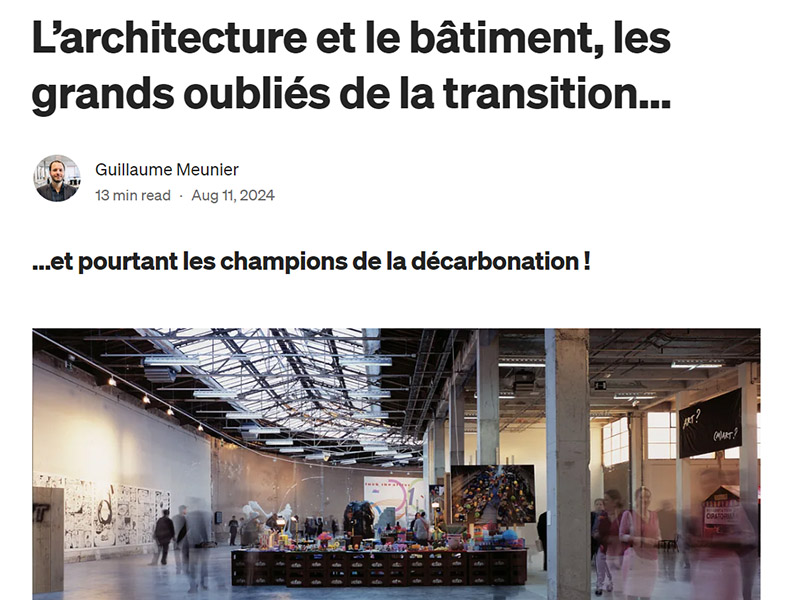 L’architecture et le bâtiment, les
grands oubliés de la transition...
Guillaume Meunier
13 min read · Aug 11, 2024
...et pourtant les champions de la décarbonation !
ART ?